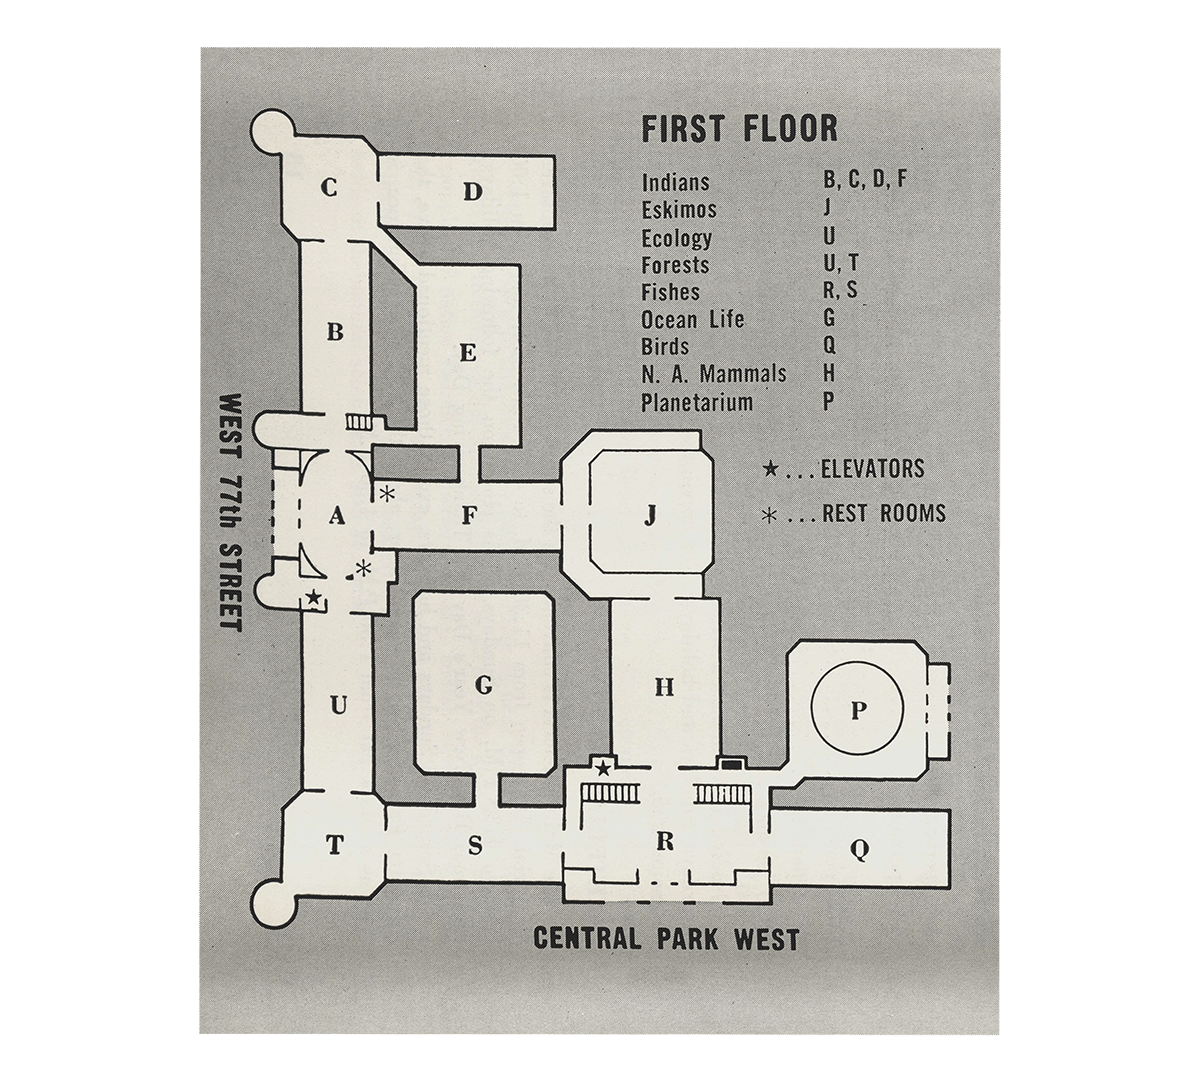 FIRST FLOOR
Indians B, C, D, F
Eskimos J
Ecology U
Forests U, T
Fishes R, S
Ocean Life G
Birds Q
N. A. Mammals H
Planetarium P
★...ELEVATORS
*...REST ROOMS
C
D
B
E
WEST 77th STREET
A
F
J
U
G
H
P
T
S
R
Q
CENTRAL PARK WEST